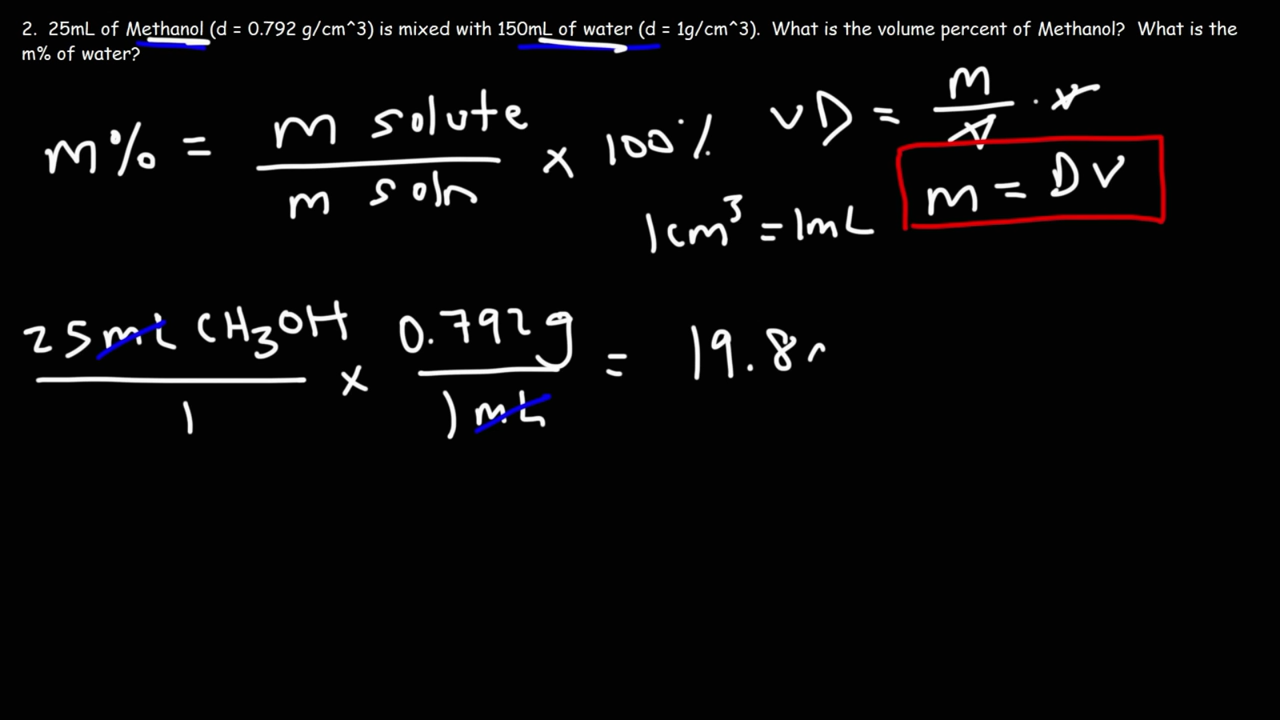 2. 25mL of Methanol (d = 0.792 g/cm^3) is mixed with 150mL of water (d = 1g/cm^3). What is the volume percent of Methanol? What is the
m% of water?
m% = m solute / m soln × 100%
VD = m / V · V
m = DV
1cm³ = 1mL
25mL CH₃OH / 1 × 0.792g / 1mL = 19.8